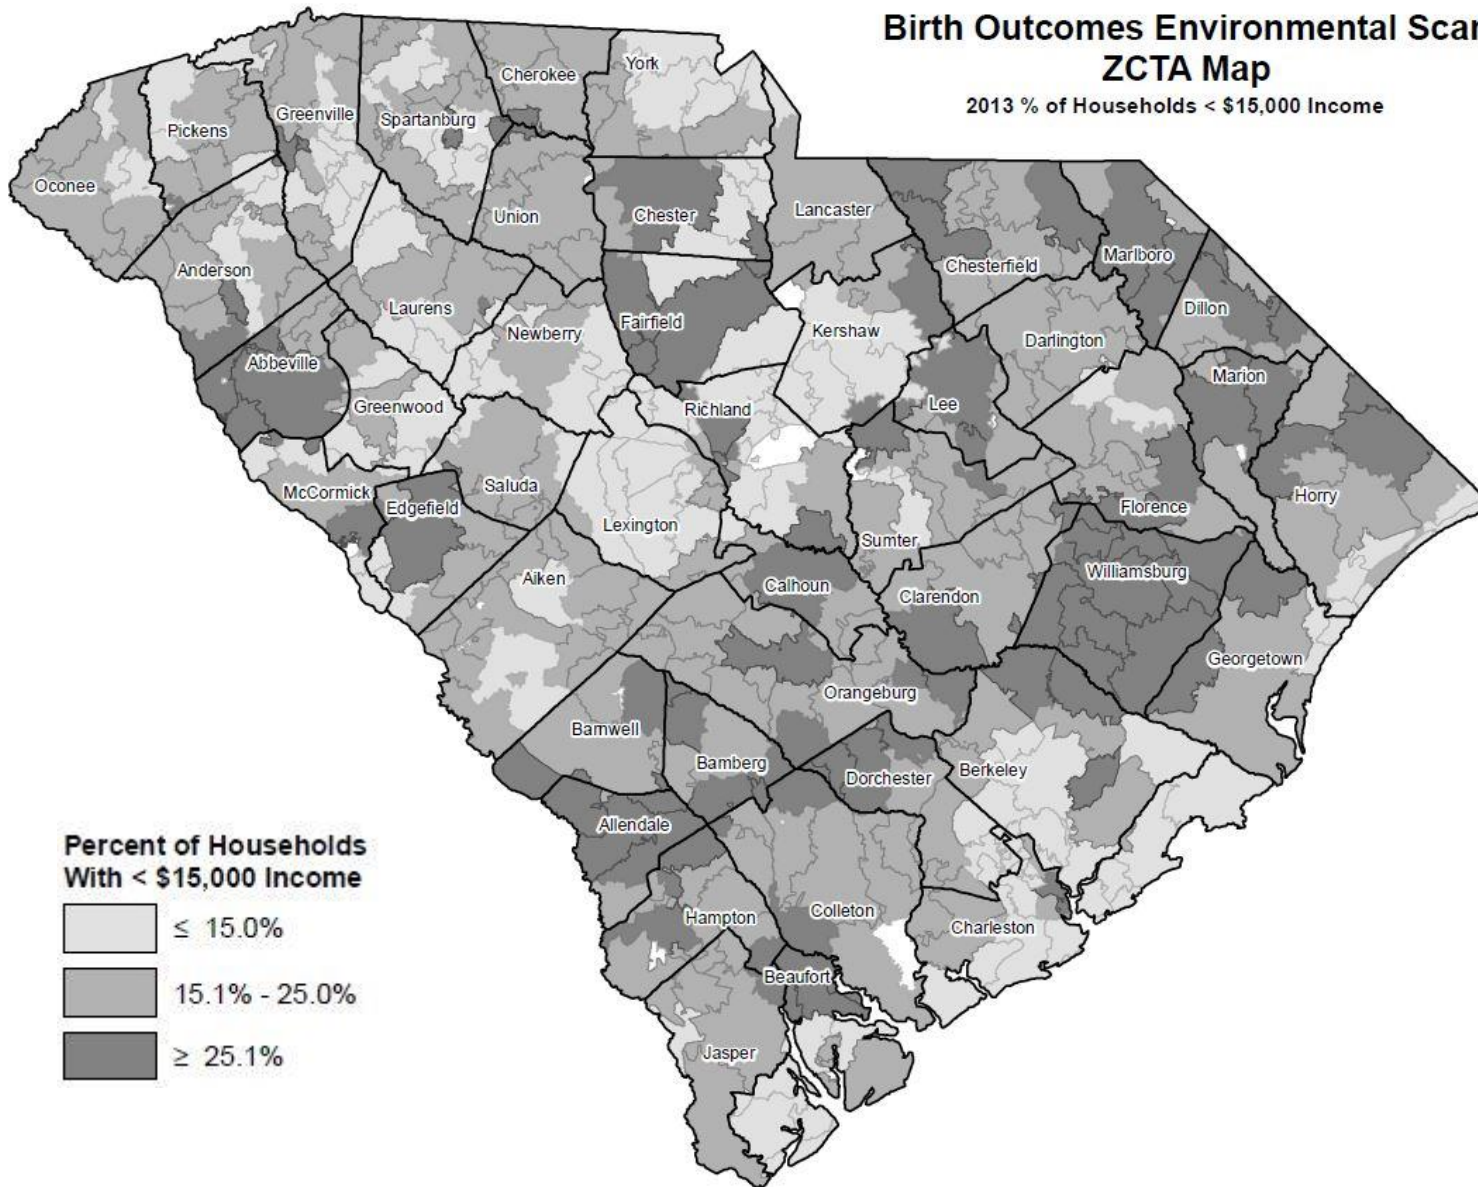 Birth Outcomes Environmental Scan
ZCTA Map
2013 % of Households < $15,000 Income
Cherokee
York
Greenville
Spartanburg
Pickens
Oconee
Union
Chester
Lancaster
Anderson
Chesterfield
Marlboro
Laurens
Dillon
Newberry
Fairfield
Kershaw
Darlington
Abbeville
Marion
Greenwood
Richland
Lee
McCormick
Saluda
Edgefield
Horry
Florence
Lexington
Sumter
Aiken
Calhoun
Williamsburg
Clarendon
Georgetown
Orangeburg
Barnwell
Bamberg
Dorchester
Berkeley
Allendale
Hampton
Colleton
Charleston
Beaufort
Jasper
Percent of Households
With < $15,000 Income
≤ 15.0%
15.1% - 25.0%
≥ 25.1%